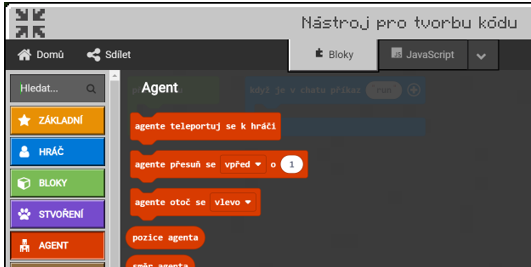 Nástroj pro tvorbu kódu
Domů
Sdílet
Bloky
JavaScript
Hledat...
ZÁKLADNÍ
HRÁČ
BLOKY
STVOŘENÍ
AGENT
Agent
když je v chatu příkaz run
agente teleportuj se k hráči
agente přesuň se vpřed o 1
agente otoč se vlevo
pozice agenta
směr agenta